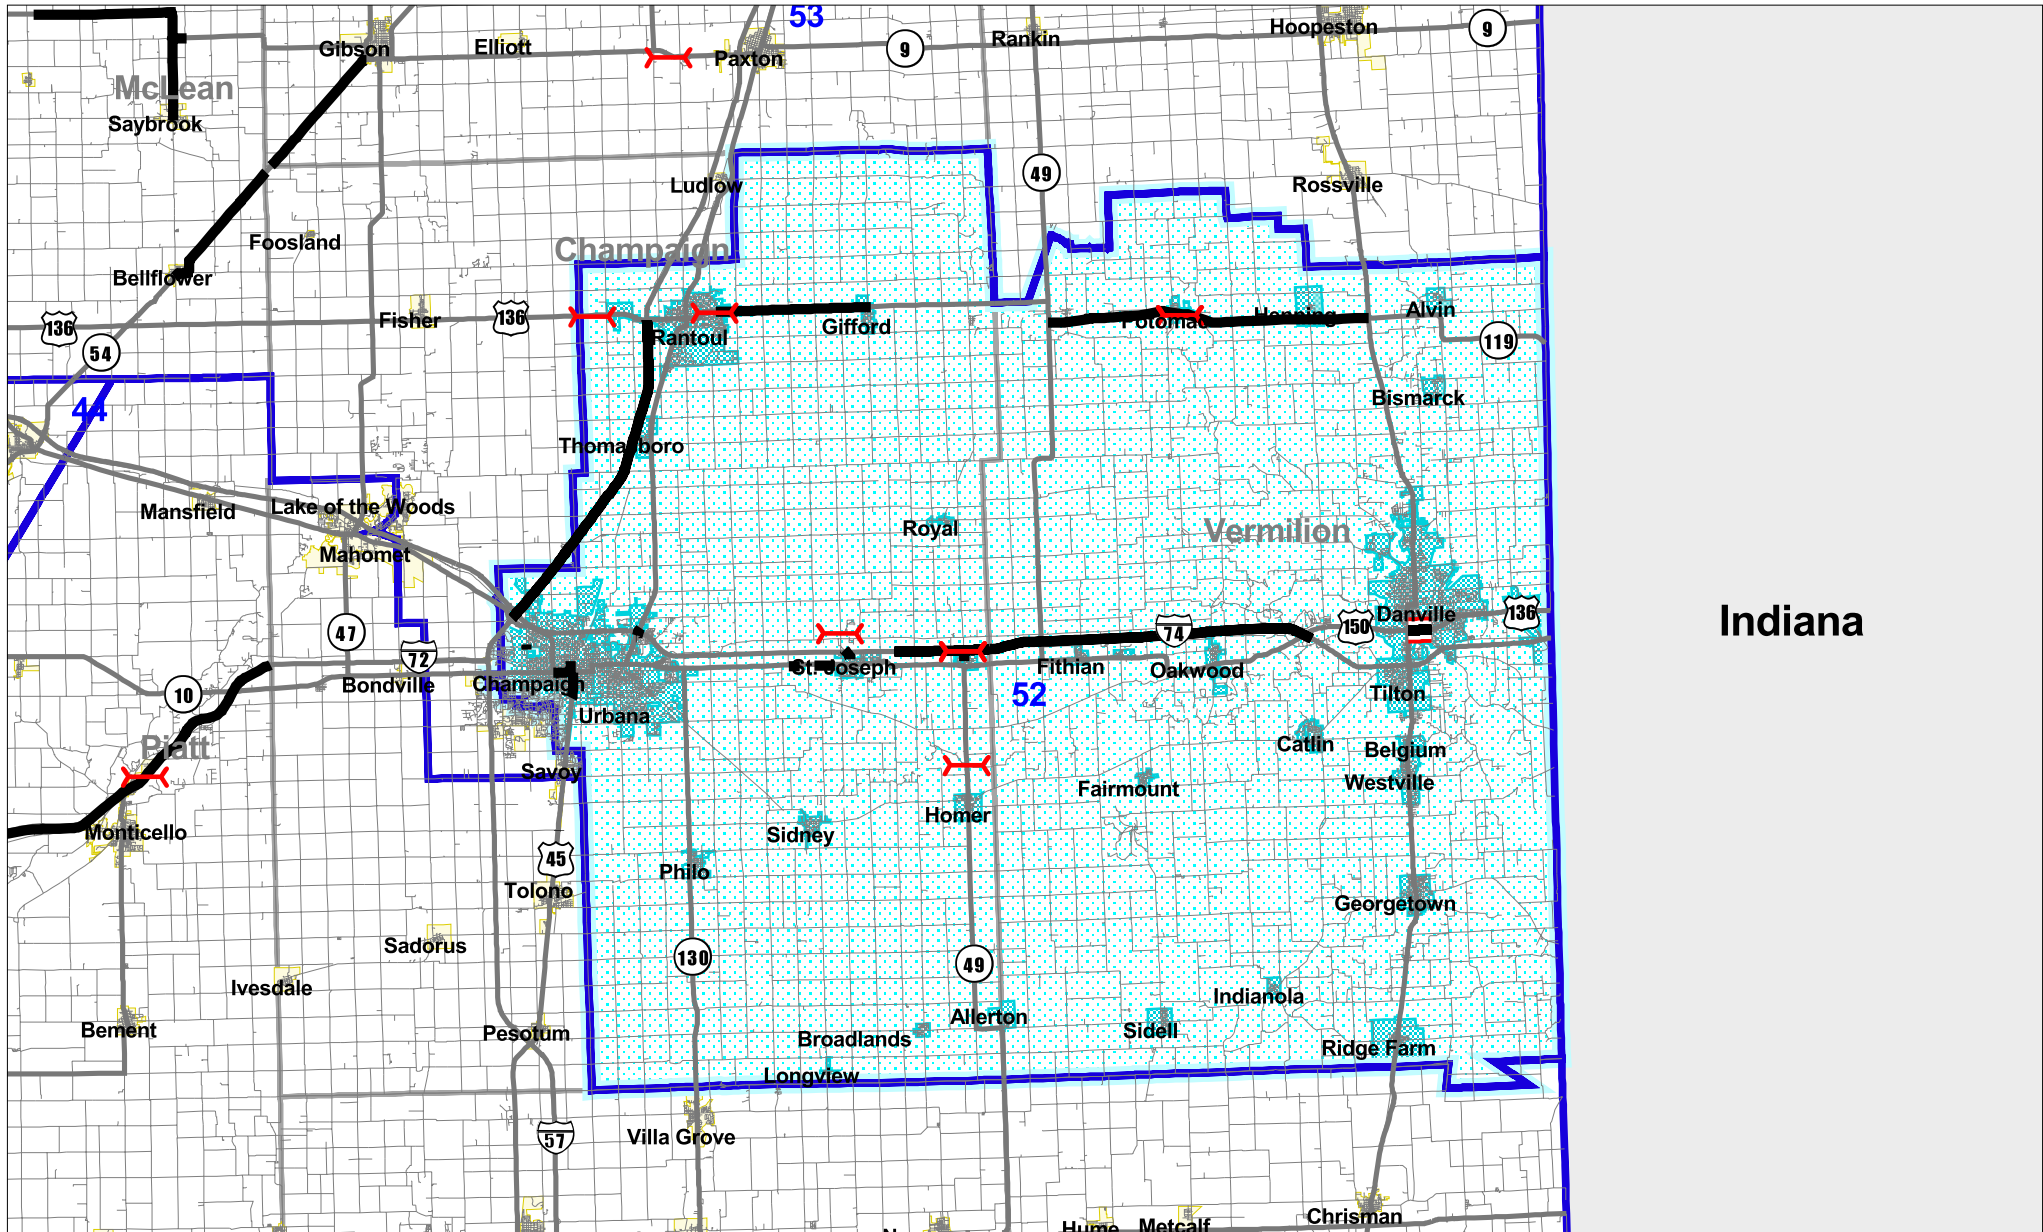 53
Hoopeston
9
Rankin
Gibson
Elliott
9
Paxton
McLean
Saybrook
49
Ludlow
Rossville
Foosland
Champaign
Bellflower
136
54
Fisher
136
Rantoul
Gifford
Potomac
Henning
Alvin
119
44
Bismarck
Thomasboro
Mansfield
Lake of the Woods
Mahomet
Royal
Vermilion
Danville
136
150
74
Indiana
47
72
Bondville
10
Champaign
Urbana
St. Joseph
Fithian
Oakwood
52
Tilton
Piatt
Savoy
Catlin
Belgium
Westville
Fairmount
Monticello
Homer
Sidney
45
Philo
Tolono
Georgetown
Sadorus
130
49
Ivesdale
Indianola
Bement
Pesotum
Broadlands
Allerton
Sidell
Ridge Farm
Longview
57
Villa Grove
Hume
Metcalf
Chrisman